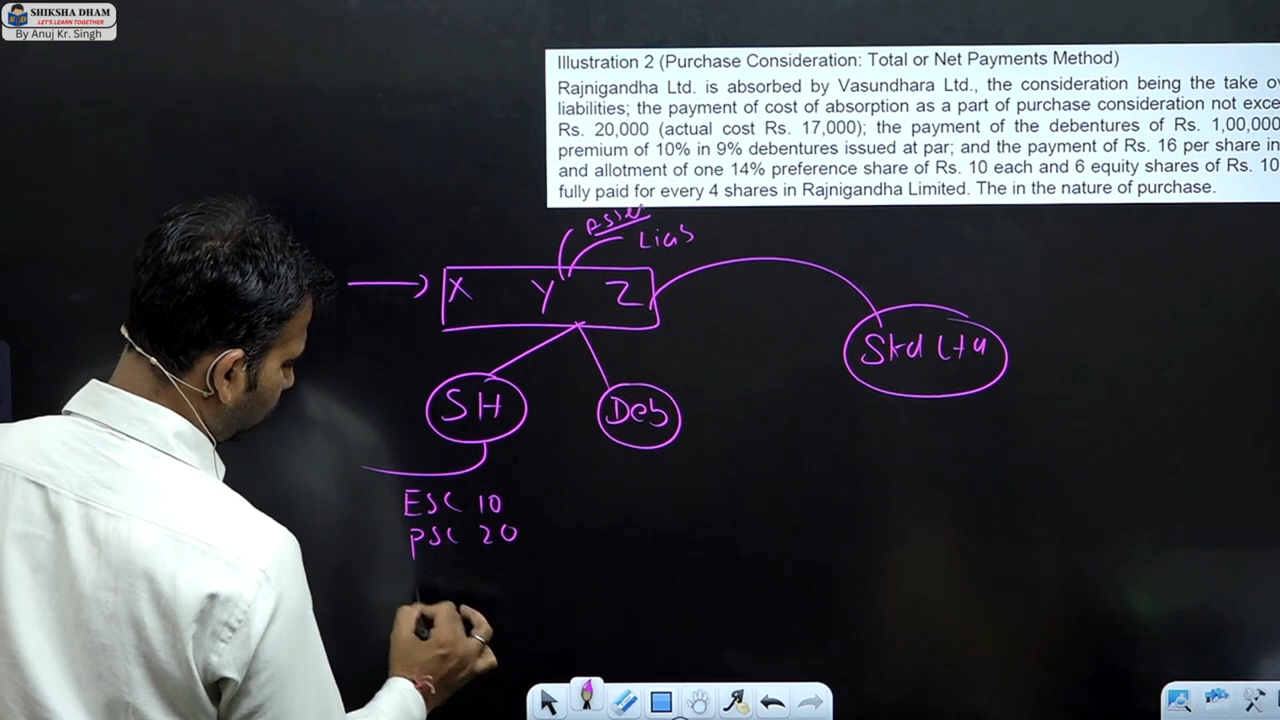 SHIKSHA DHAM
LET'S LEARN TOGETHER
By Anuj Kr. Singh
Illustration 2 (Purchase Consideration: Total or Net Payments Method)
Rajnigandha Ltd. is absorbed by Vasundhara Ltd., the consideration being the take
liabilities; the payment of cost of absorption as a part of purchase consideration not
Rs. 20,000 (actual cost Rs. 17,000); the payment of the debentures of Rs. 1,00,000
premium of 10% in 9% debentures issued at par; and the payment of Rs. 16 per share in
and allotment of one 14% preference share of Rs. 10 each and 6 equity shares of Rs. 10
fully paid for every 4 shares in Rajnigandha Limited. The in the nature of purchase.
Liab
X Y Z
SH
Deb
ESC 10
PSC 20